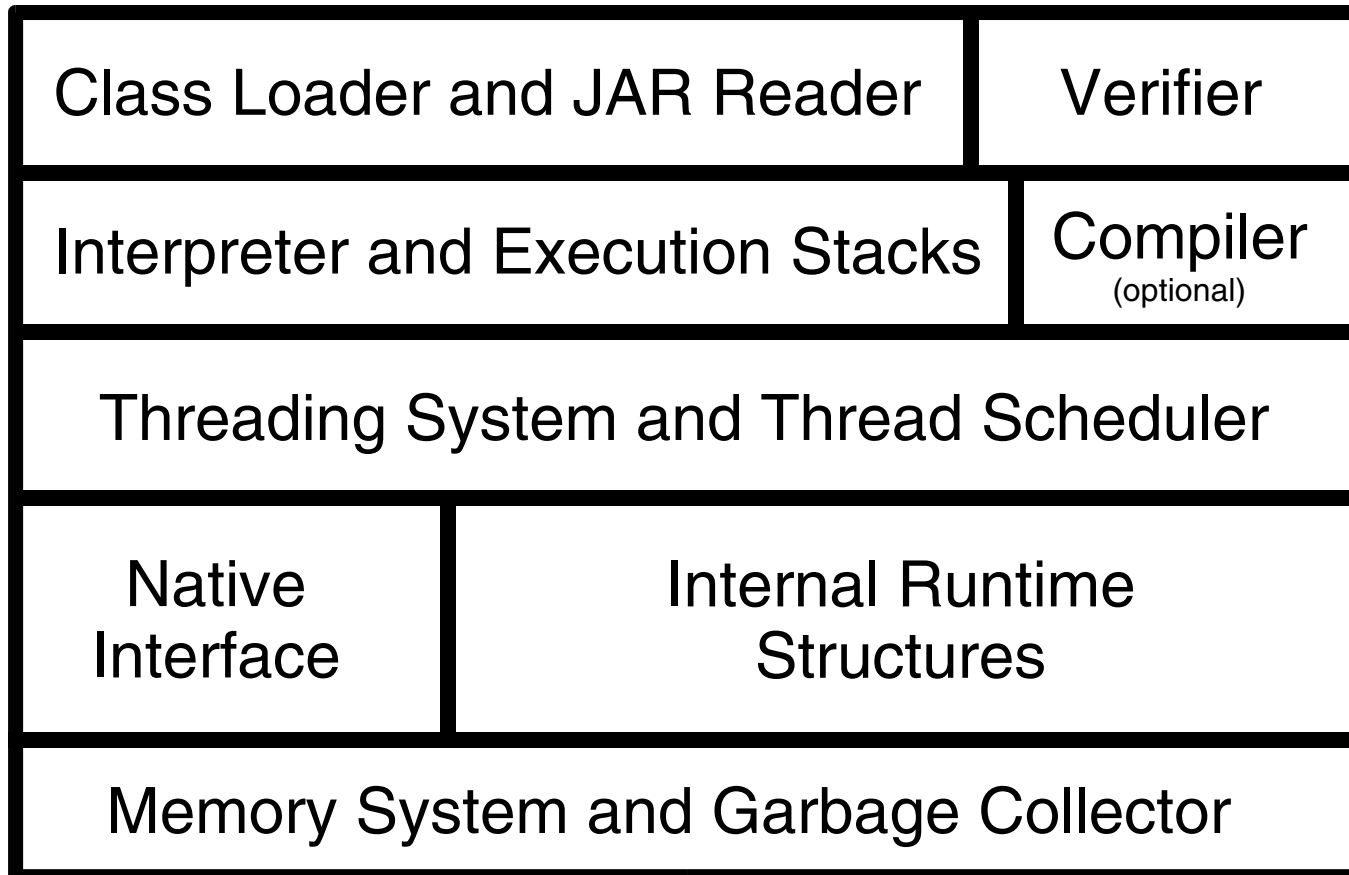 Class Loader and JAR Reader
Verifier
Interpreter and Execution Stacks
Compiler
(optional)
Threading System and Thread Scheduler
Native
Interface
Internal Runtime
Structures
Memory System and Garbage Collector